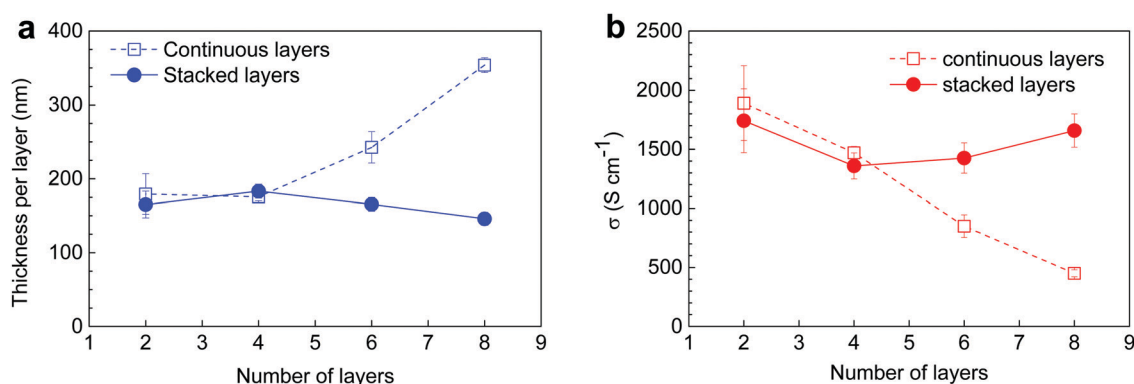 a
400
300
200
100
0
Thickness per layer (nm)
Continuous layers
Stacked layers
1 2 3 4 5 6 7 8 9
Number of layers
b
2500
2000
1500
1000
500
0
σ (S cm⁻¹)
continuous layers
stacked layers
1 2 3 4 5 6 7 8 9
Number of layers